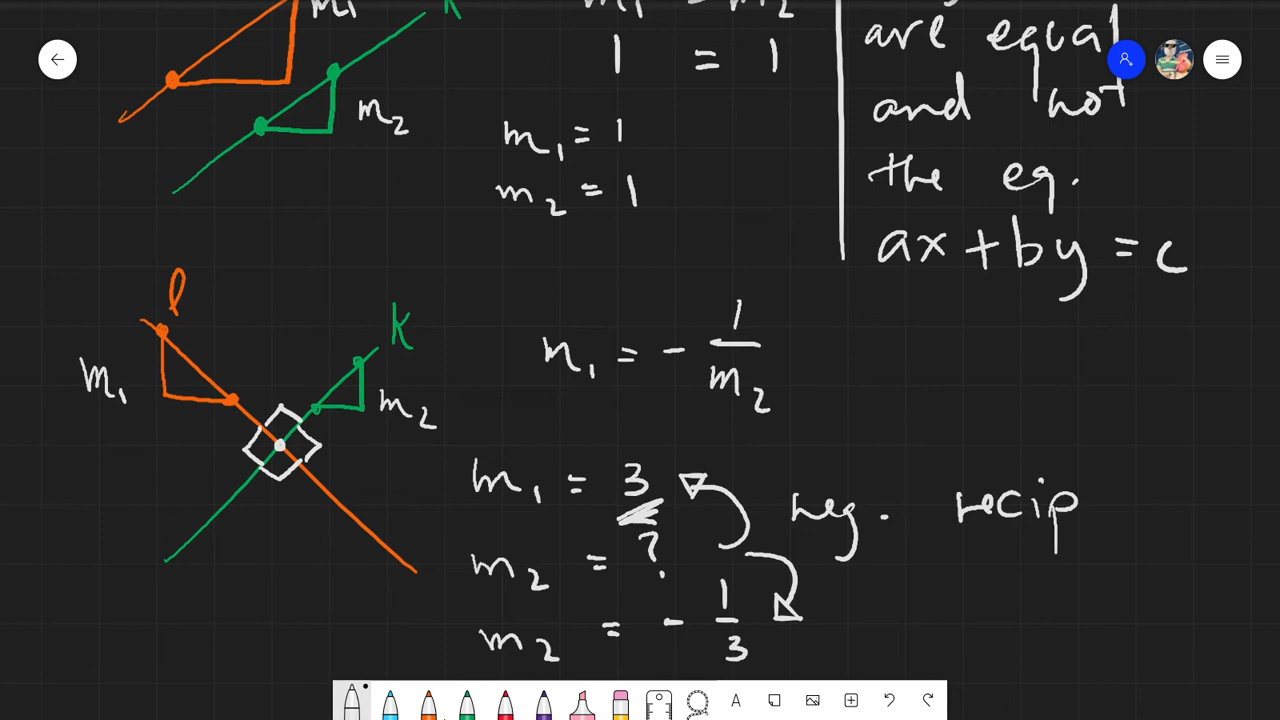 m1
K
m1 = m2
1 = 1
m2
m1 = 1
m2 = 1
are equal
and not
the eq.
ax + by = c
l
K
m1
m2
m1 = - 1/m2
m1 = 3
m2 = ?
m2 = - 1/3
neg. recip
A